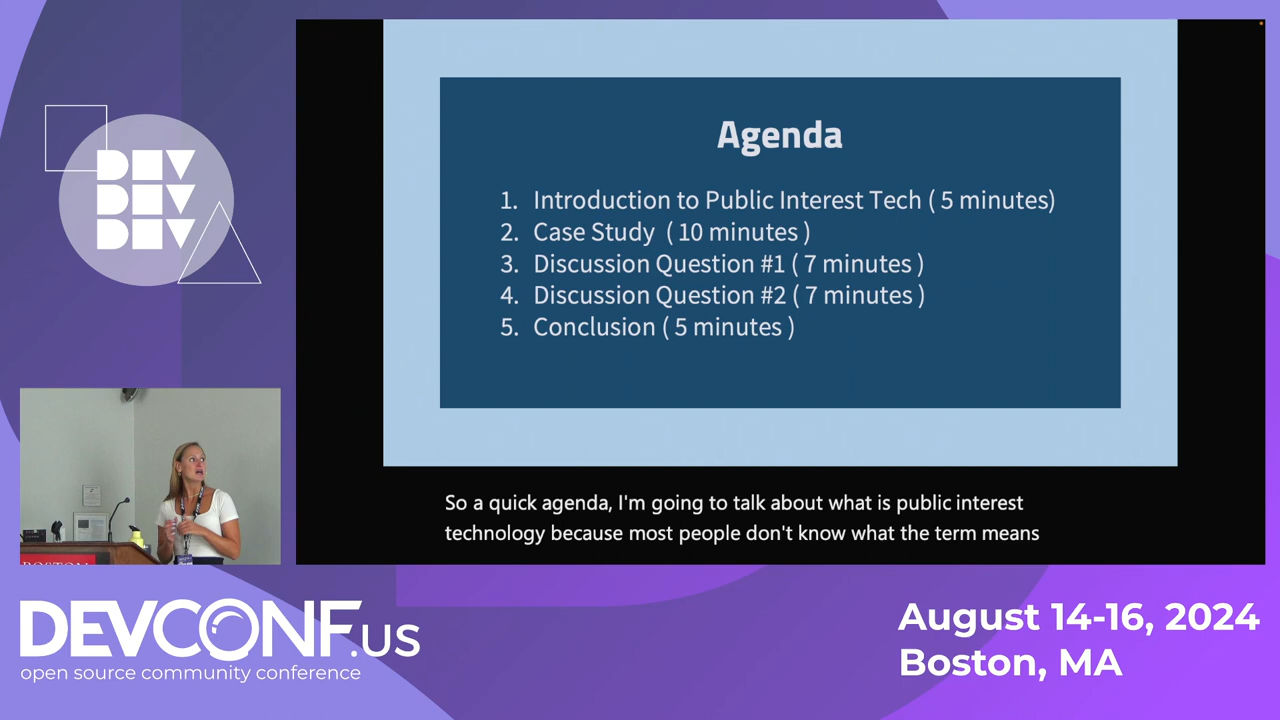 DEV
DEV
DEV
Agenda
1. Introduction to Public Interest Tech ( 5 minutes)
2. Case Study ( 10 minutes )
3. Discussion Question #1 ( 7 minutes )
4. Discussion Question #2 ( 7 minutes )
5. Conclusion ( 5 minutes )
So a quick agenda, I'm going to talk about what is public interest
technology because most people don't know what the term means
BOSTON
DEVCONF.US
open source community conference
August 14-16, 2024
Boston, MA